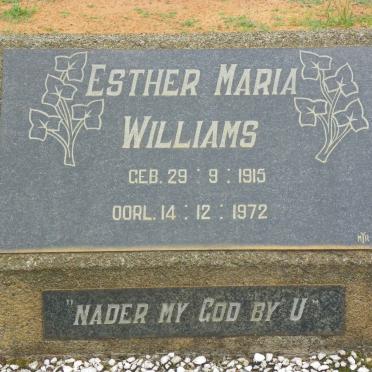 ESTHER MARIA
WILLIAMS
GEB. 29 : 9 : 1915
OORL. 14 : 12 : 1972
"NADER MY GOD BY U"